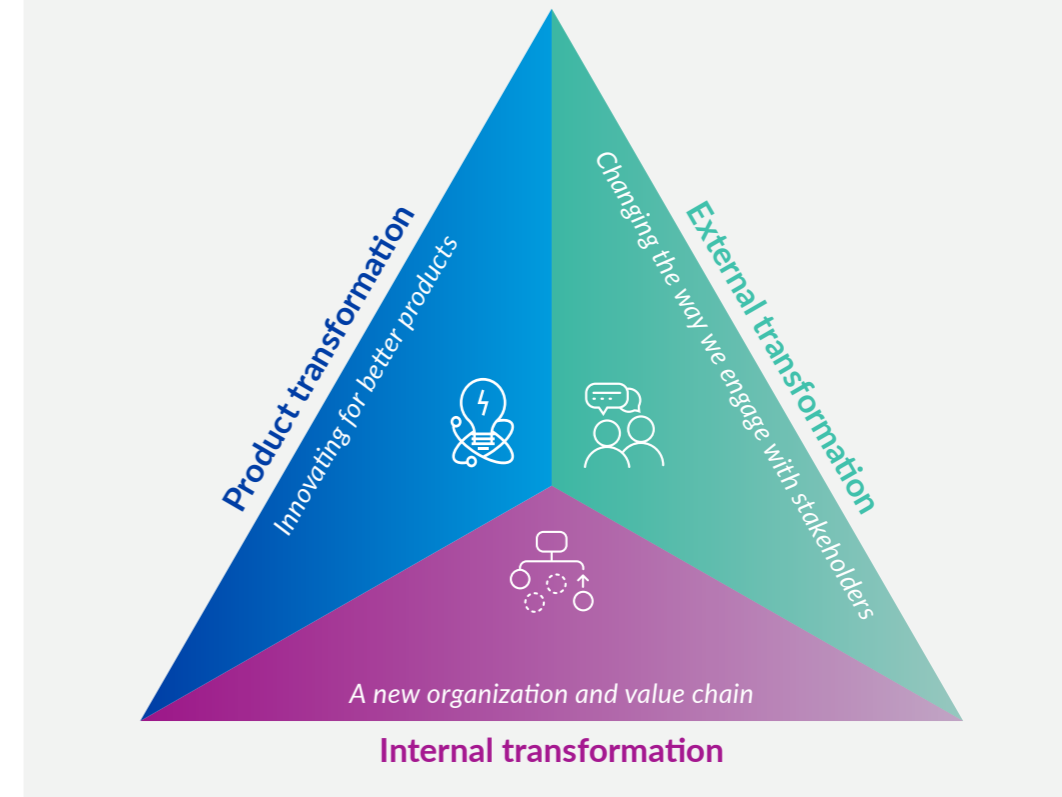 Product transformation
Innovating for better products
External transformation
Changing the way we engage with stakeholders
A new organization and value chain
Internal transformation